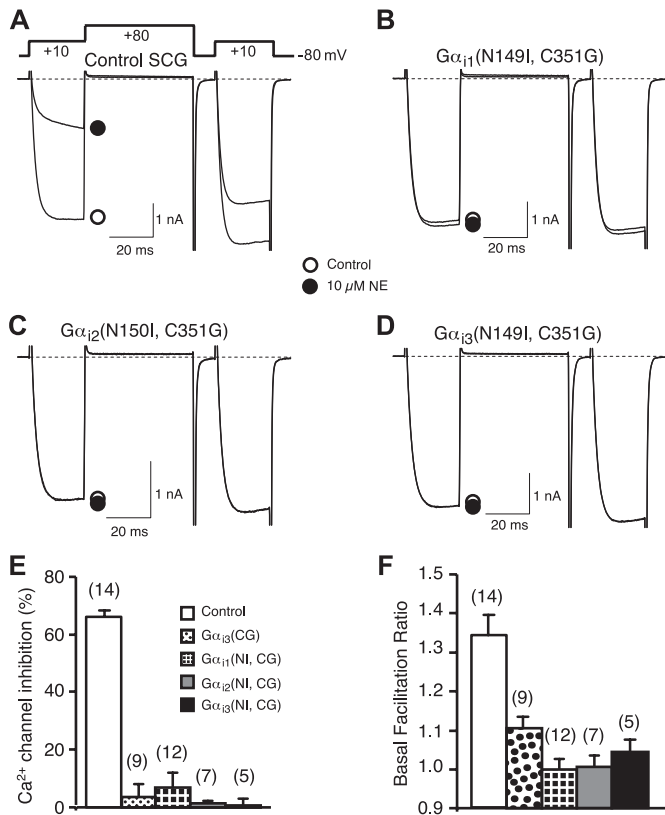 A
+80
+10
+10
-80 mV
Control SCG
1 nA
20 ms
B
Gαi1(N149I, C351G)
1 nA
20 ms
Control
10 µM NE
C
Gαi2(N150I, C351G)
1 nA
20 ms
D
Gαi3(N149I, C351G)
1 nA
20 ms
E
Ca2+ channel inhibition (%)
80
60
40
20
0
(14)
(9)
(12)
(7)
(5)
Control
Gαi3(CG)
Gαi1(NI, CG)
Gαi2(NI, CG)
Gαi3(NI, CG)
F
Basal Facilitation Ratio
1.5
1.4
1.3
1.2
1.1
1.0
0.9
(14)
(9)
(12)
(7)
(5)